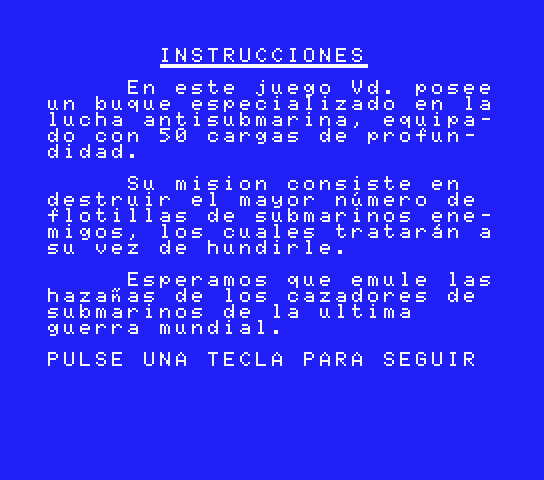 INSTRUCCIONES
En este juego Vd. posee
un buque especializado en la
lucha antisubmarina, equipa-
do con 50 cargas de profun-
didad.
Su mision consiste en
destruir el mayor número de
flotillas de submarinos ene-
migos, los cuales tratarán a
su vez de hundirle.
Esperamos que emule las
hazañas de los cazadores de
submarinos de la ultima
guerra mundial.
PULSE UNA TECLA PARA SEGUIR